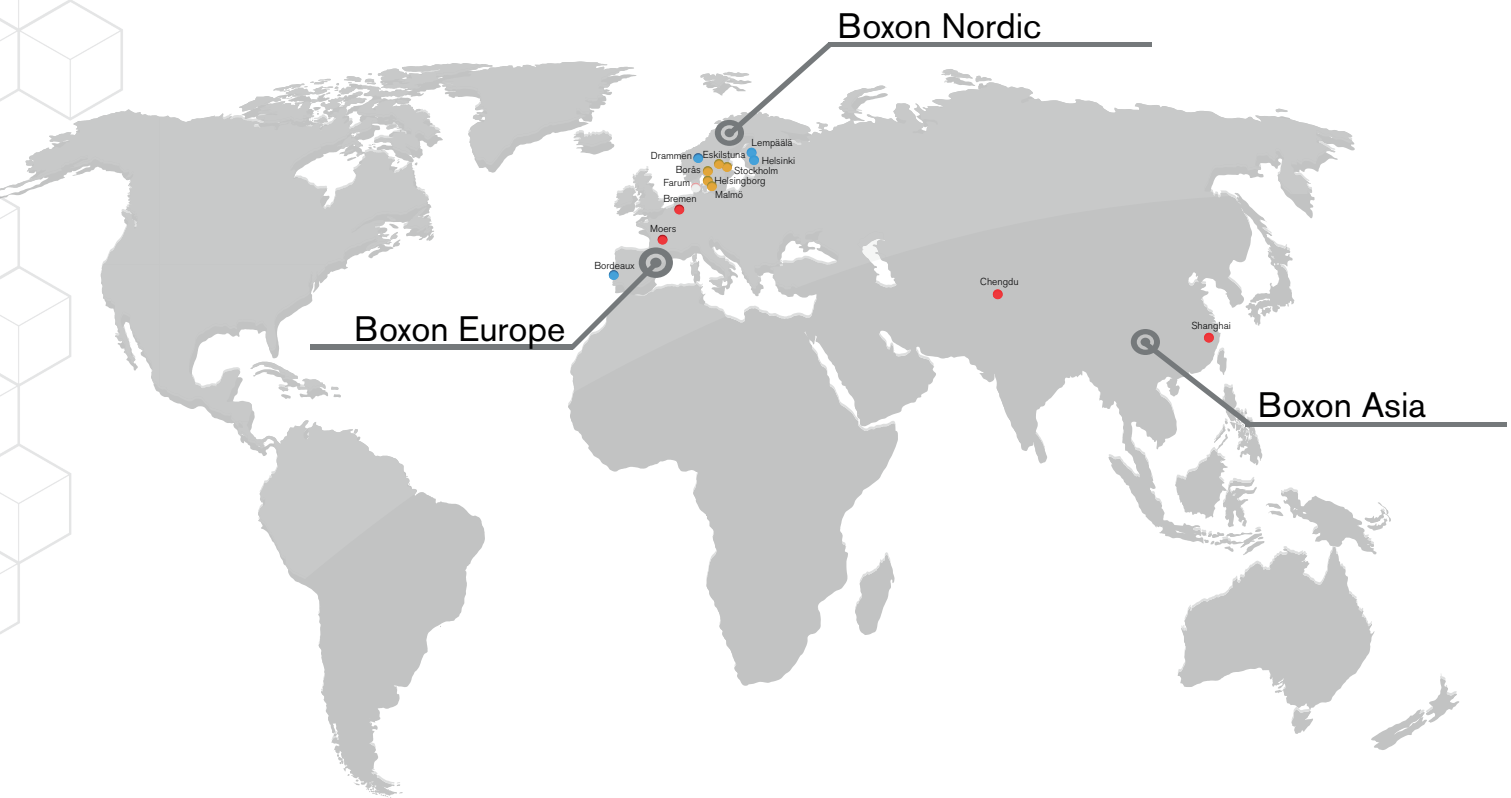 Boxon Nordic
Lempäälä
Drammen
Eskilstuna
Helsinki
Borås
Stockholm
Farum
Helsingborg
Malmö
Bremen
Moers
Bordeaux
Chengdu
Boxon Europe
Shanghai
Boxon Asia